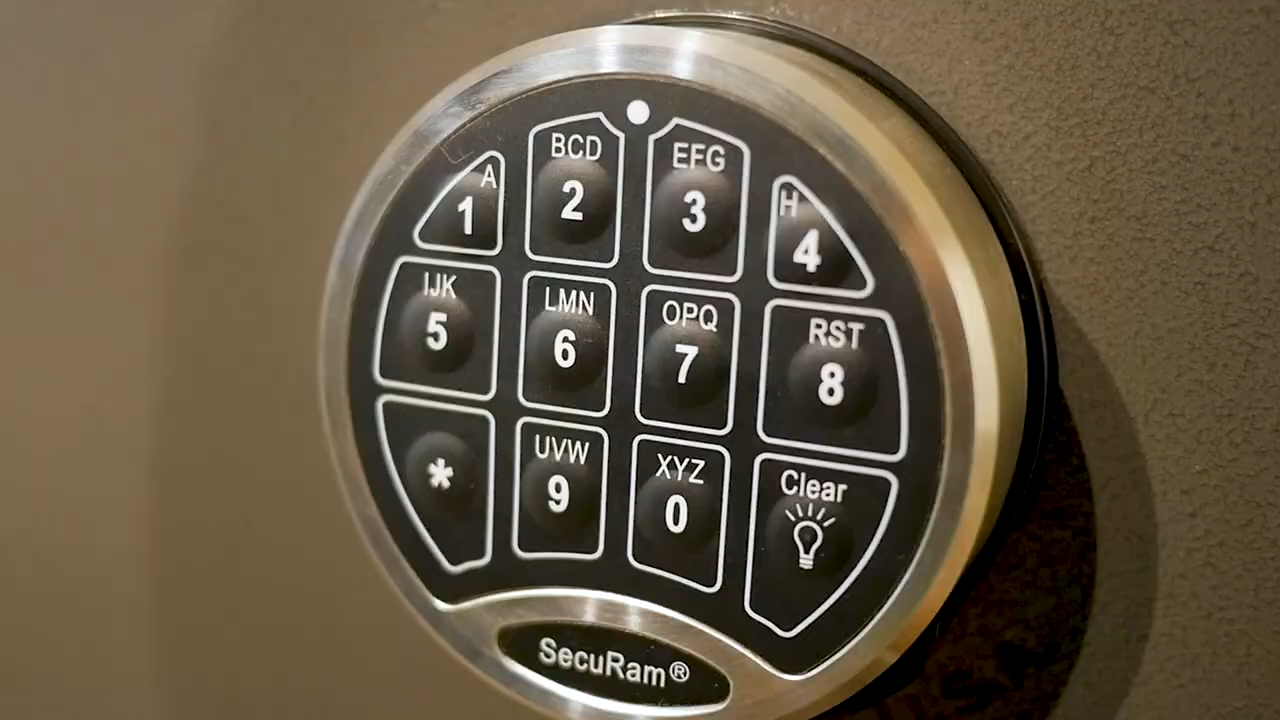 A BCD EFG H
1 2 3 4
IJK LMN OPQ RST
5 6 7 8
UVW XYZ Clear
* 9 0
SecuRam®